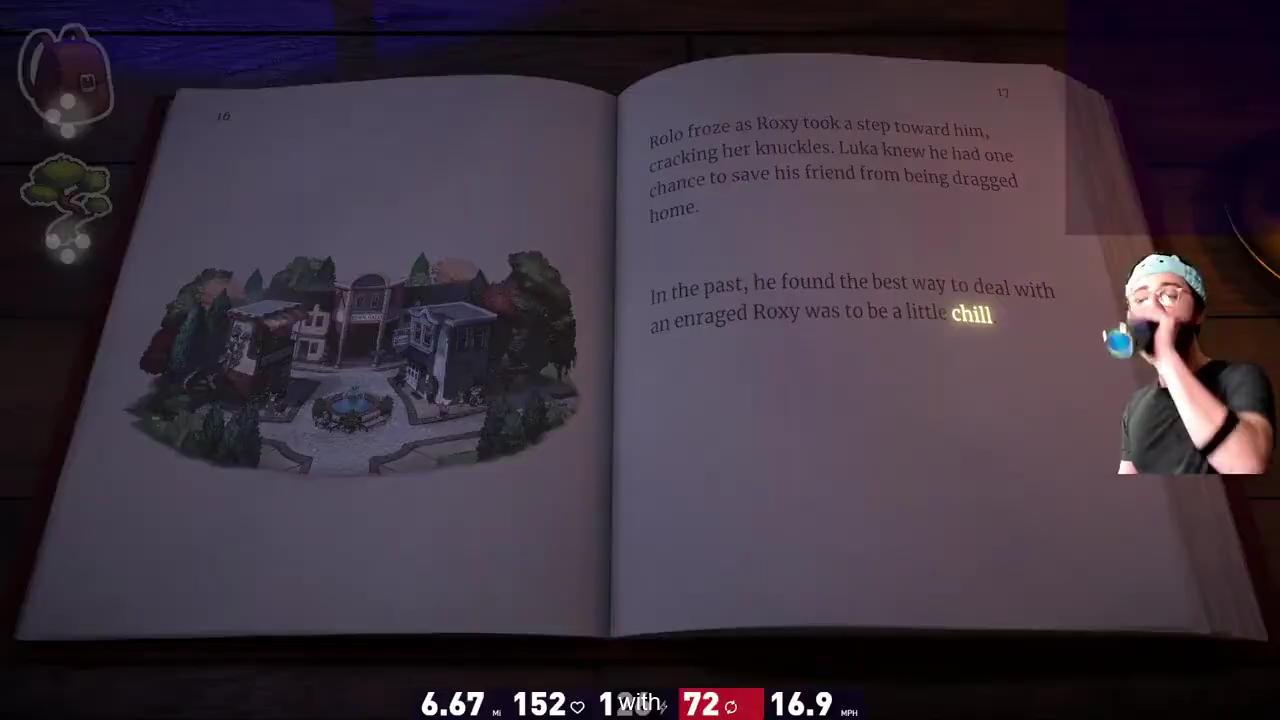 16
17
Rolo froze as Roxy took a step toward him,
cracking her knuckles. Luka knew he had one
chance to save his friend from being dragged
home.
In the past, he found the best way to deal with
an enraged Roxy was to be a little chill.
6.67 MI 152 with 72 16.9 MPH